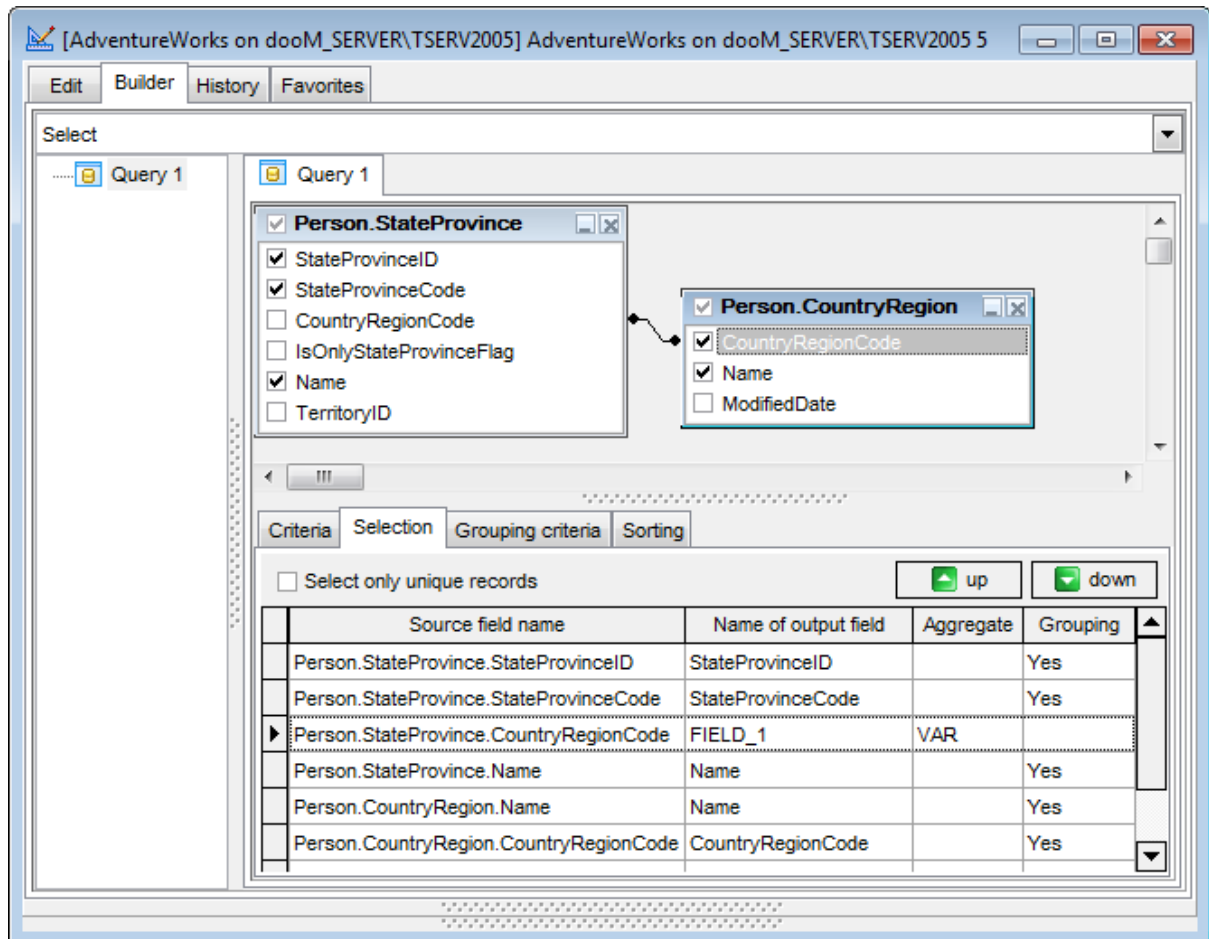 [AdventureWorks on dooM_SERVER\TSERV2005] AdventureWorks on dooM_SERVER\TSERV2005 5
Edit Builder History Favorites
Select
Query 1
Query 1
Person.StateProvince
StateProvinceID
StateProvinceCode
CountryRegionCode
IsOnlyStateProvinceFlag
Name
TerritoryID
Person.CountryRegion
CountryRegionCode
Name
ModifiedDate
Criteria Selection Grouping criteria Sorting
Select only unique records up down
Source field name Name of output field Aggregate Grouping
Person.StateProvince.StateProvinceID StateProvinceID Yes
Person.StateProvince.StateProvinceCode StateProvinceCode Yes
Person.StateProvince.CountryRegionCode FIELD_1 VAR
Person.StateProvince.Name Name Yes
Person.CountryRegion.Name Name Yes
Person.CountryRegion.CountryRegionCode CountryRegionCode Yes